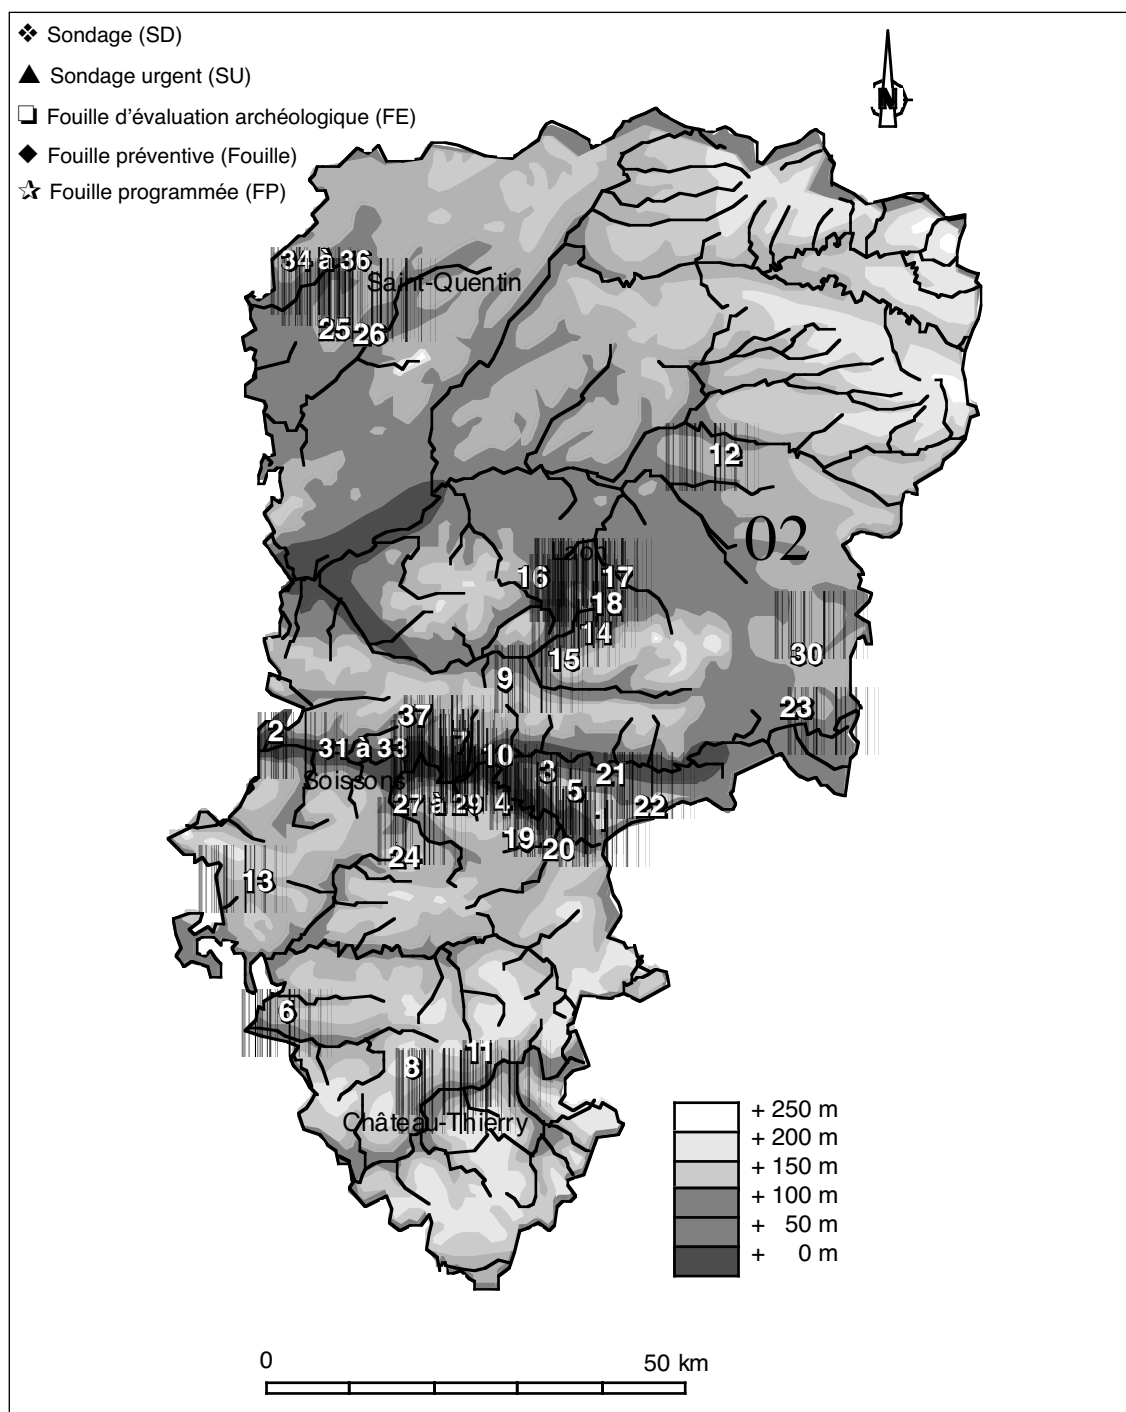 Sondage (SD)
Sondage urgent (SU)
Fouille d'évaluation archéologique (FE)
Fouille préventive (Fouille)
Fouille programmée (FP)
N
34 à 36
Saint-Quentin
25 26
12
02
Laon
16 17
18
14
15
30
9
23
37
2
7
31 à 33
10
3
21
Soissons
5
27 à 29
4
1
22
19
20
24
13
6
11
8
Château-Thierry
+ 250 m
+ 200 m
+ 150 m
+ 100 m
+ 50 m
+ 0 m
0 50 km